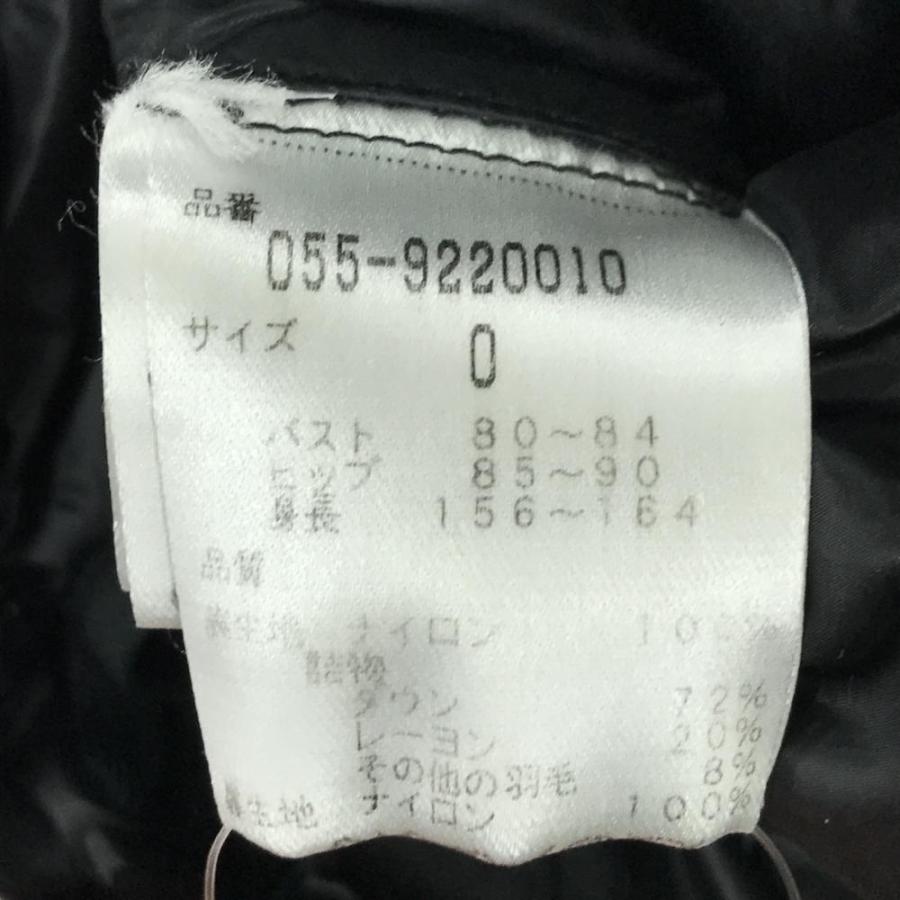 品番
055-9220010
サイズ 0
バスト 80～84
ヒップ 85～90
身長 156～164
品質
表生地 ナイロン 100%
詰物
ダウン 72%
レーヨン 20%
その他の羽毛 8%
生地 ナイロン 100%